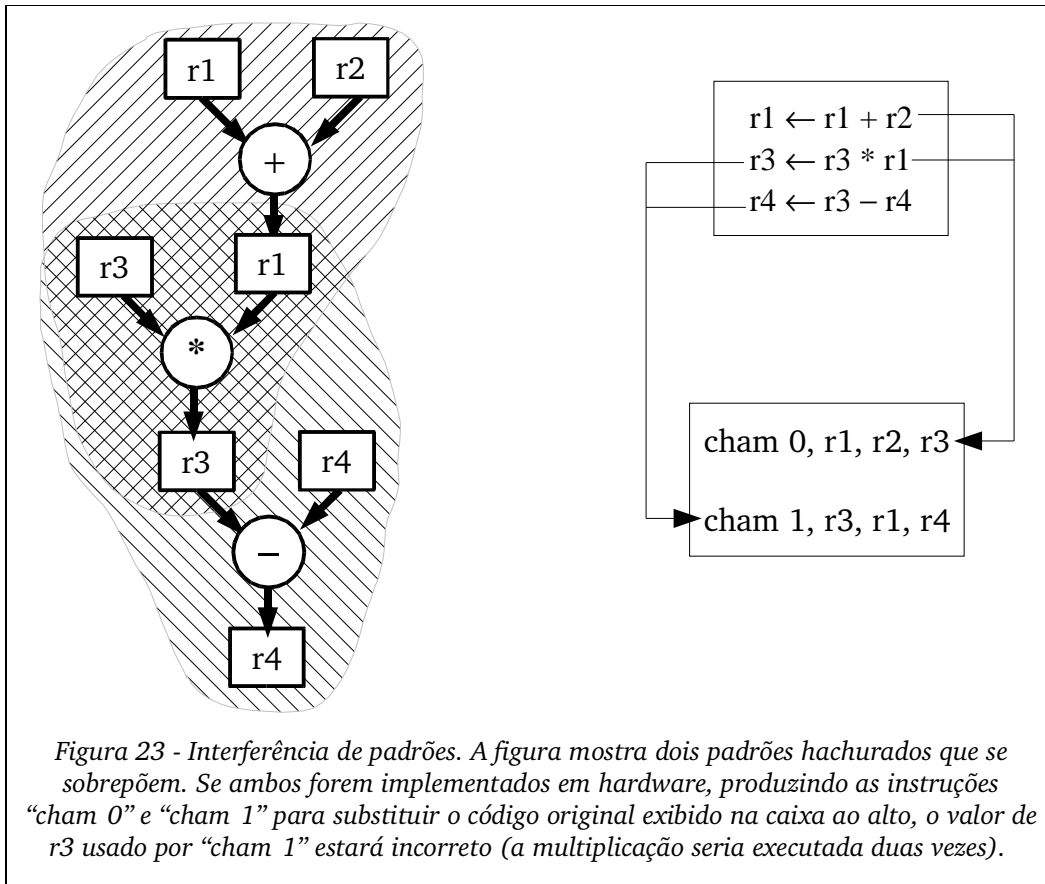 r1 r2
+
r3 r1
*
r3 r4
–
r4
r1 ← r1 + r2
r3 ← r3 * r1
r4 ← r3 – r4
cham 0, r1, r2, r3
cham 1, r3, r1, r4
Figura 23 - Interferência de padrões. A figura mostra dois padrões hachurados que se
sobrepõem. Se ambos forem implementados em hardware, produzindo as instruções
“cham 0” e “cham 1” para substituir o código original exibido na caixa ao alto, o valor de
r3 usado por “cham 1” estará incorreto (a multiplicação seria executada duas vezes).